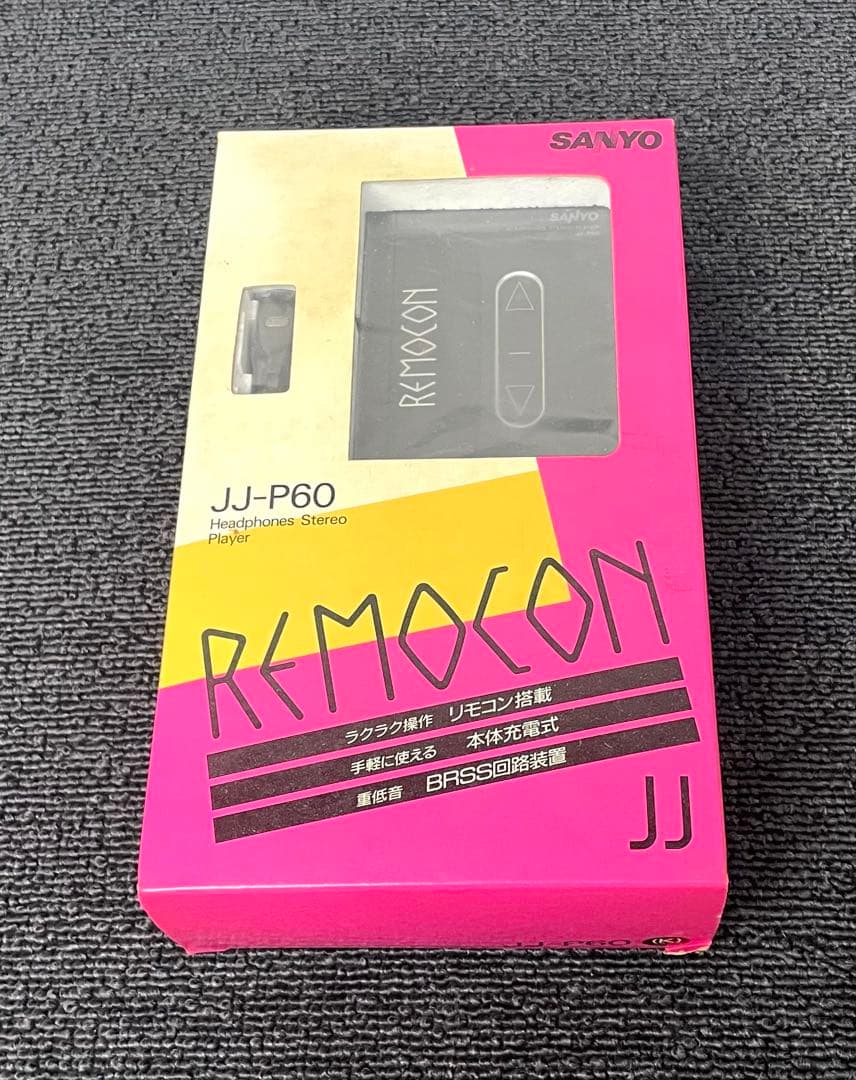 SANYO
SANYO
REMOCON
JJ-P60
Headphones Stereo
Player
REMOCON
ラクラク操作 リモコン搭載
手軽に使える 本体充電式
重低音 BRSS回路装置
JJ
JJ-P60 (K)